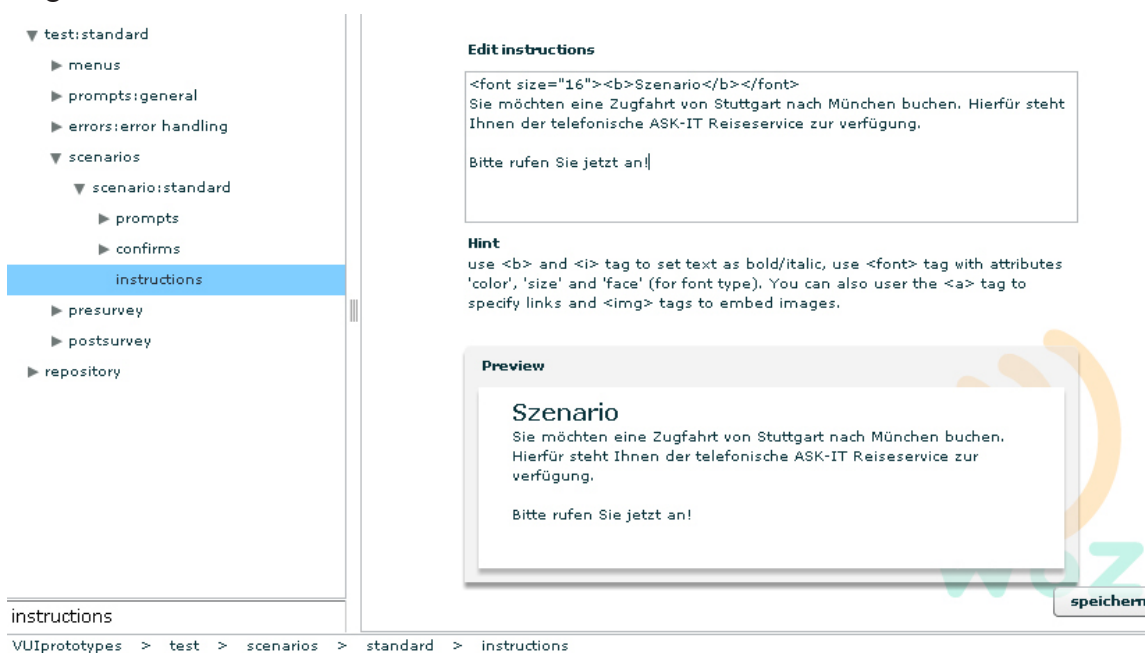 test:standard
menus
prompts:general
errors:error handling
scenarios
scenario:standard
prompts
confirms
instructions
presurvey
postsurvey
repository
instructions
Edit instructions
<font size="16"><b>Szenario</b></font>
Sie möchten eine Zugfahrt von Stuttgart nach München buchen. Hierfür steht
Ihnen der telefonische ASK-IT Reiseservice zur verfügung.
Bitte rufen Sie jetzt an!
Hint
use <b> and <i> tag to set text as bold/italic, use <font> tag with attributes
'color', 'size' and 'face' (for font type). You can also user the <a> tag to
specify links and <img> tags to embed images.
Preview
Szenario
Sie möchten eine Zugfahrt von Stuttgart nach München buchen.
Hierfür steht Ihnen der telefonische ASK-IT Reiseservice zur
verfügung.
Bitte rufen Sie jetzt an!
woz
speichern
VUIprototypes > test > scenarios > standard > instructions